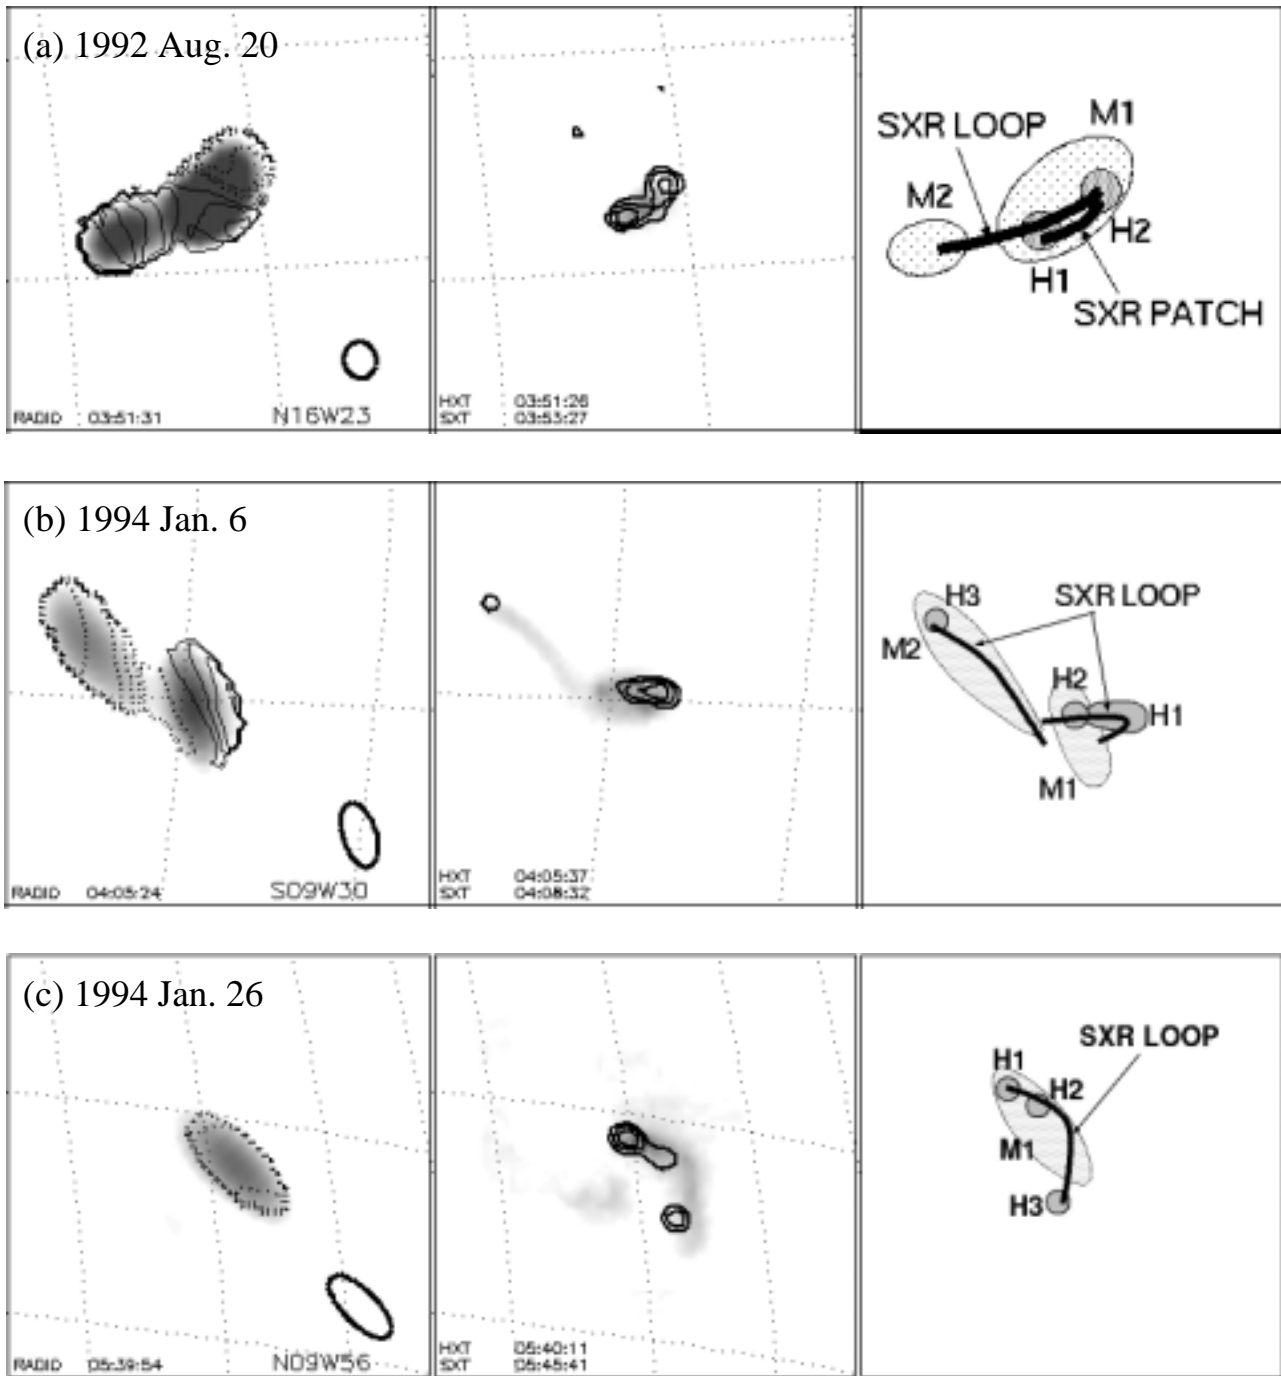 (a) 1992 Aug. 20
RADIO 03:51:31 N16W23
HXT 03:51:26
SXT 03:53:27
SXR LOOP
M1
M2
H2
H1
SXR PATCH
(b) 1994 Jan. 6
RADIO 04:05:24 S09W30
HXT 04:05:37
SXT 04:08:32
H3
SXR LOOP
M2
H2
H1
M1
(c) 1994 Jan. 26
RADIO 05:39:54 N09W56
HXT 05:40:11
SXT 05:45:41
SXR LOOP
H1
H2
M1
H3